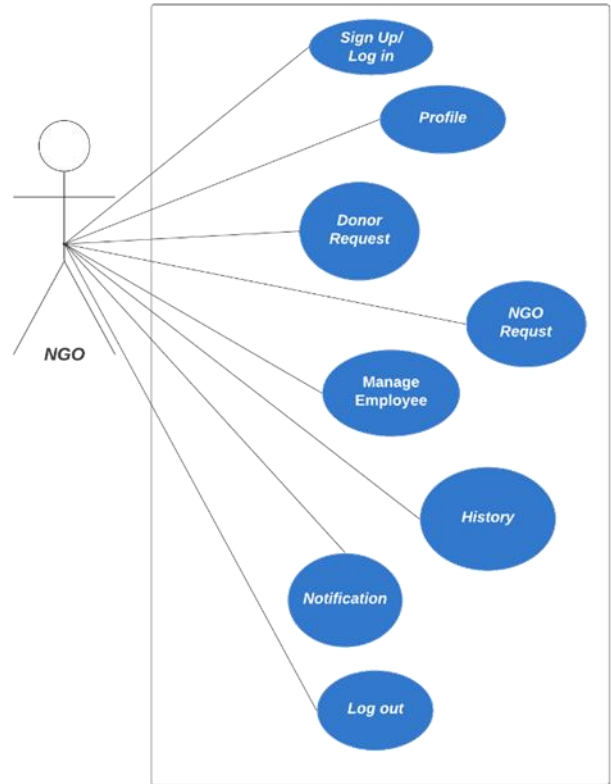 Sign Up/
Log in
Profile
Donor
Request
NGO
Requst
NGO
Manage
Employee
History
Notification
Log out